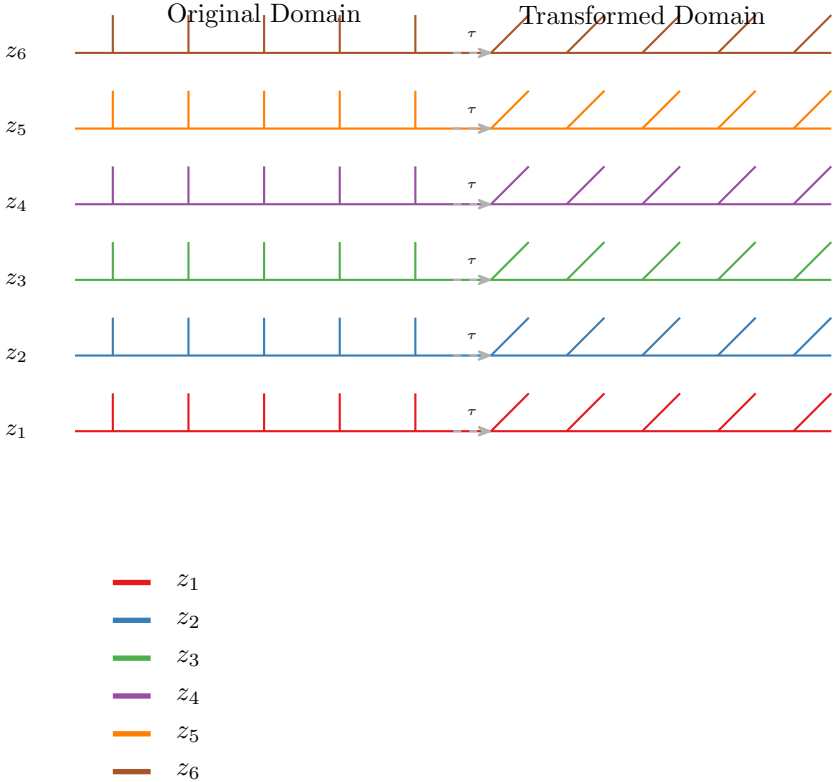 Original Domain Transformed Domain
z6 τ
z5 τ
z4 τ
z3 τ
z2 τ
z1 τ
z1
z2
z3
z4
z5
z6